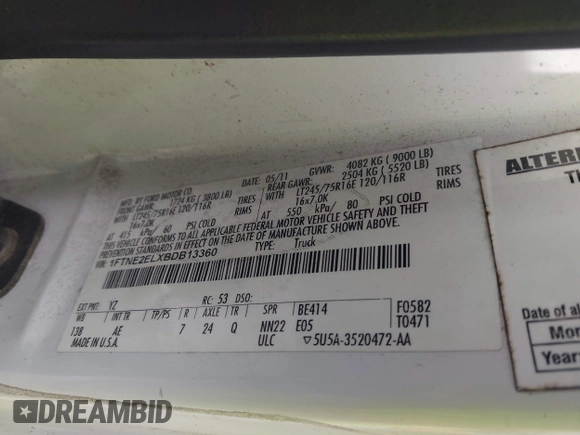 MFD. BY FORD MOTOR CO.
DATE: 05/11 GVWR: 4082 KG ( 9000 LB)
FRONT GAWR: 1724 KG ( 3800 LB) REAR GAWR: 2504 KG ( 5520 LB)
WITH LT245/75R16E 120/116R TIRES WITH LT245/75R16E 120/116R TIRES
16x7.0K RIMS 16x7.0K RIMS
AT 415 kPa/ 60 PSI COLD AT 550 kPa/ 80 PSI COLD
THIS VEHICLE CONFORMS TO ALL APPLICABLE FEDERAL MOTOR VEHICLE SAFETY AND THEFT
PREVENTION STANDARDS IN EFFECT ON THE DATE OF MANUFACTURE SHOWN ABOVE.
VIN: 1FTNE2ELXBDB13360 TYPE: Truck
EXT PNT: YZ RC: 53 DSO:
WB INT TP/PS R AXLE TR SPR BE414 F0582
138 AE 7 24 Q NN22 E05 T0471
MADE IN U.S.A. ULC ▽5U5A-3520472-AA
ALTER
Date of al
Mon
Year
DREAMBID